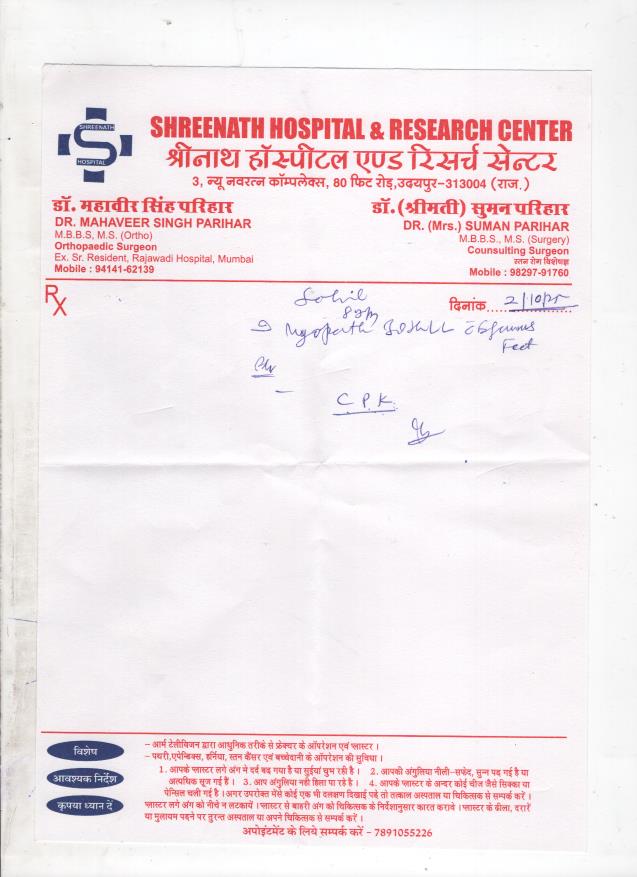 SHREENATH
S
HOSPITAL
SHREENATH HOSPITAL & RESEARCH CENTER
श्रीनाथ हॉस्पीटल एण्ड रिसर्च सेन्टर
3, न्यू नवरत्न कॉम्पलेक्स, 80 फिट रोड़,उदयपुर-313004 (राज.)
डॉ. महावीर सिंह परिहार
DR. MAHAVEER SINGH PARIHAR
M.B.B.S, M.S. (Ortho)
Orthopaedic Surgeon
Ex. Sr. Resident, Rajawadi Hospital, Mumbai
Mobile : 94141-62139
डॉ.(श्रीमती) सुमन परिहार
DR. (Mrs.) SUMAN PARIHAR
M.B.B.S., M.S. (Surgery)
Counsulting Surgeon
स्तन रोग विशेषज्ञ
Mobile : 98297-91760
Rx
दिनांक 2/10/25
Sohil
Myopath
Feet
C P K
विशेष
आवश्यक निर्देश
कृपया ध्यान दें
– आर्म टेलीविजन द्वारा आधुनिक तरीके से फ्रेक्चर के ऑपरेशन एवं प्लास्टर ।
– पथरी,एपेन्डिक्स, हर्निया, स्तन कैंसर एवं बच्चेदानी के ऑपरेशन की सुविधा ।
1. आपके प्लास्टर लगे अंग मे दर्द बढ गया है या सुईयां चुभ रही है । 2. आपकी अंगुलिया नीली-सफेद, सुन्न पड गई है या
अत्यधिक सूज गई है । 3. आप अंगुलिया नही हिला पा रहे है । 4. आपके प्लास्टर के अन्दर कोई चीज जैसे सिक्का या
पेन्सिल चली गई है । अगर उपरोक्त मेंसे कोई एक भी दलक्षण दिखाई पडे तो तत्काल अस्पताल या चिकित्सक से सम्पर्क करें ।
प्लास्टर लगे अंग को नीचे न लटकायें । प्लास्टर से बाहरी अंग को चिकित्सक के निर्देशानुसार कारत करावे । प्लास्टर के ढीला, दरारें
या मुलायम पडने पर तुरन्त अस्पताल या अपने चिकित्सक से सम्पर्क करें ।
अपोइंटमेंट के लिये सम्पर्क करें - 7891055226